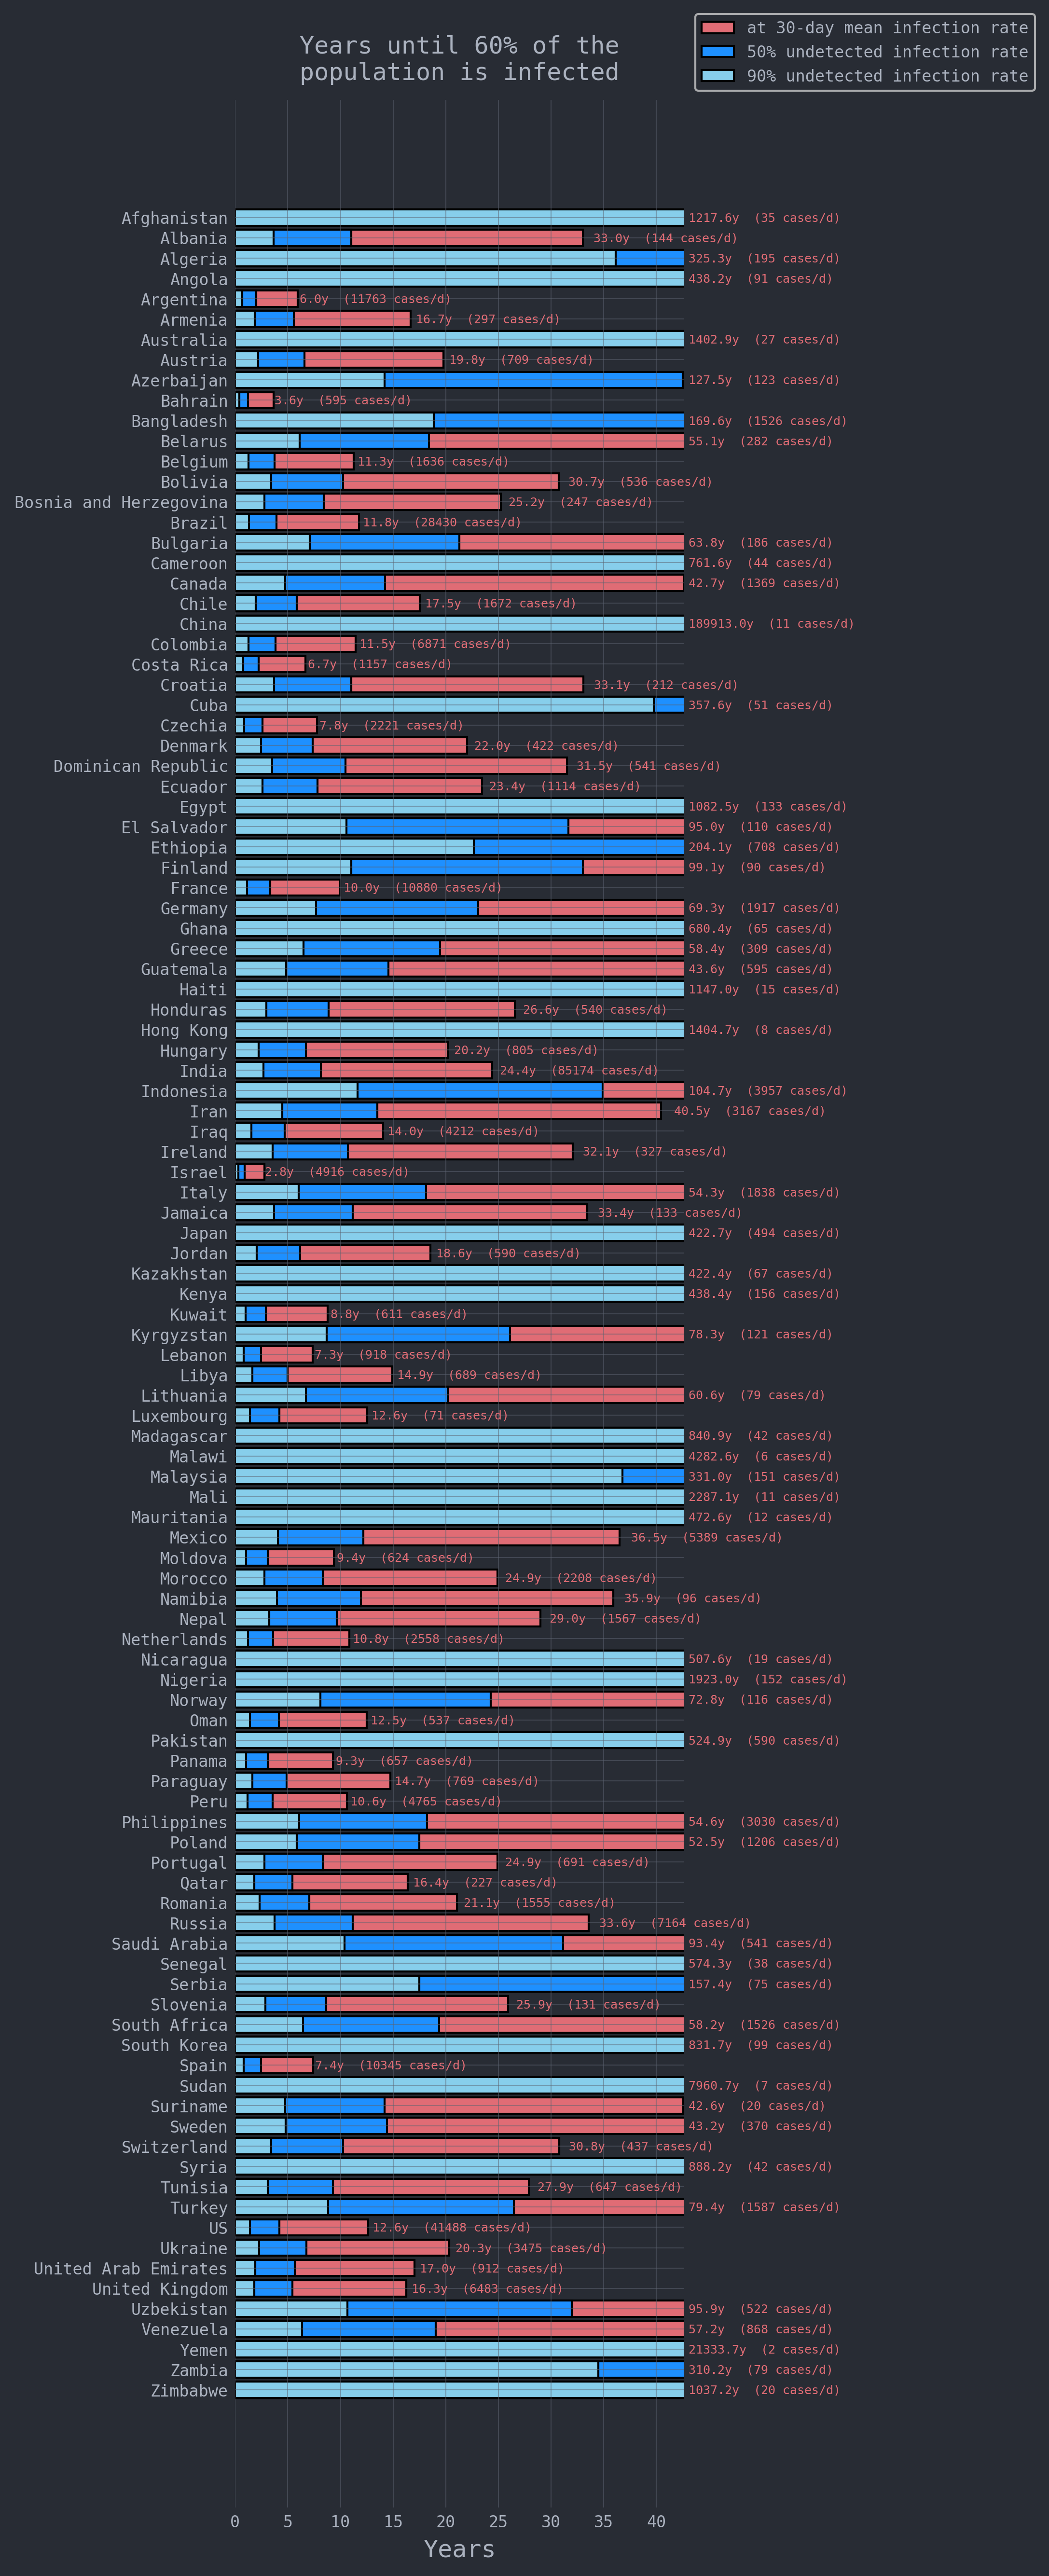 Years until 60% of the
population is infected
at 30-day mean infection rate
50% undetected infection rate
90% undetected infection rate
Afghanistan 1217.6y (35 cases/d)
Albania 33.0y (144 cases/d)
Algeria 325.3y (195 cases/d)
Angola 438.2y (91 cases/d)
Argentina 6.0y (11763 cases/d)
Armenia 16.7y (297 cases/d)
Australia 1402.9y (27 cases/d)
Austria 19.8y (709 cases/d)
Azerbaijan 127.5y (123 cases/d)
Bahrain 3.6y (595 cases/d)
Bangladesh 169.6y (1526 cases/d)
Belarus 55.1y (282 cases/d)
Belgium 11.3y (1636 cases/d)
Bolivia 30.7y (536 cases/d)
Bosnia and Herzegovina 25.2y (247 cases/d)
Brazil 11.8y (28430 cases/d)
Bulgaria 63.8y (186 cases/d)
Cameroon 761.6y (44 cases/d)
Canada 42.7y (1369 cases/d)
Chile 17.5y (1672 cases/d)
China 189913.0y (11 cases/d)
Colombia 11.5y (6871 cases/d)
Costa Rica 6.7y (1157 cases/d)
Croatia 33.1y (212 cases/d)
Cuba 357.6y (51 cases/d)
Czechia 7.8y (2221 cases/d)
Denmark 22.0y (422 cases/d)
Dominican Republic 31.5y (541 cases/d)
Ecuador 23.4y (1114 cases/d)
Egypt 1082.5y (133 cases/d)
El Salvador 95.0y (110 cases/d)
Ethiopia 204.1y (708 cases/d)
Finland 99.1y (90 cases/d)
France 10.0y (10880 cases/d)
Germany 69.3y (1917 cases/d)
Ghana 680.4y (65 cases/d)
Greece 58.4y (309 cases/d)
Guatemala 43.6y (595 cases/d)
Haiti 1147.0y (15 cases/d)
Honduras 26.6y (540 cases/d)
Hong Kong 1404.7y (8 cases/d)
Hungary 20.2y (805 cases/d)
India 24.4y (85174 cases/d)
Indonesia 104.7y (3957 cases/d)
Iran 40.5y (3167 cases/d)
Iraq 14.0y (4212 cases/d)
Ireland 32.1y (327 cases/d)
Israel 2.8y (4916 cases/d)
Italy 54.3y (1838 cases/d)
Jamaica 33.4y (133 cases/d)
Japan 422.7y (494 cases/d)
Jordan 18.6y (590 cases/d)
Kazakhstan 422.4y (67 cases/d)
Kenya 438.4y (156 cases/d)
Kuwait 8.8y (611 cases/d)
Kyrgyzstan 78.3y (121 cases/d)
Lebanon 7.3y (918 cases/d)
Libya 14.9y (689 cases/d)
Lithuania 60.6y (79 cases/d)
Luxembourg 12.6y (71 cases/d)
Madagascar 840.9y (42 cases/d)
Malawi 4282.6y (6 cases/d)
Malaysia 331.0y (151 cases/d)
Mali 2287.1y (11 cases/d)
Mauritania 472.6y (12 cases/d)
Mexico 36.5y (5389 cases/d)
Moldova 9.4y (624 cases/d)
Morocco 24.9y (2208 cases/d)
Namibia 35.9y (96 cases/d)
Nepal 29.0y (1567 cases/d)
Netherlands 10.8y (2558 cases/d)
Nicaragua 507.6y (19 cases/d)
Nigeria 1923.0y (152 cases/d)
Norway 72.8y (116 cases/d)
Oman 12.5y (537 cases/d)
Pakistan 524.9y (590 cases/d)
Panama 9.3y (657 cases/d)
Paraguay 14.7y (769 cases/d)
Peru 10.6y (4765 cases/d)
Philippines 54.6y (3030 cases/d)
Poland 52.5y (1206 cases/d)
Portugal 24.9y (691 cases/d)
Qatar 16.4y (227 cases/d)
Romania 21.1y (1555 cases/d)
Russia 33.6y (7164 cases/d)
Saudi Arabia 93.4y (541 cases/d)
Senegal 574.3y (38 cases/d)
Serbia 157.4y (75 cases/d)
Slovenia 25.9y (131 cases/d)
South Africa 58.2y (1526 cases/d)
South Korea 831.7y (99 cases/d)
Spain 7.4y (10345 cases/d)
Sudan 7960.7y (7 cases/d)
Suriname 42.6y (20 cases/d)
Sweden 43.2y (370 cases/d)
Switzerland 30.8y (437 cases/d)
Syria 888.2y (42 cases/d)
Tunisia 27.9y (647 cases/d)
Turkey 79.4y (1587 cases/d)
US 12.6y (41488 cases/d)
Ukraine 20.3y (3475 cases/d)
United Arab Emirates 17.0y (912 cases/d)
United Kingdom 16.3y (6483 cases/d)
Uzbekistan 95.9y (522 cases/d)
Venezuela 57.2y (868 cases/d)
Yemen 21333.7y (2 cases/d)
Zambia 310.2y (79 cases/d)
Zimbabwe 1037.2y (20 cases/d)
0 5 10 15 20 25 30 35 40
Years